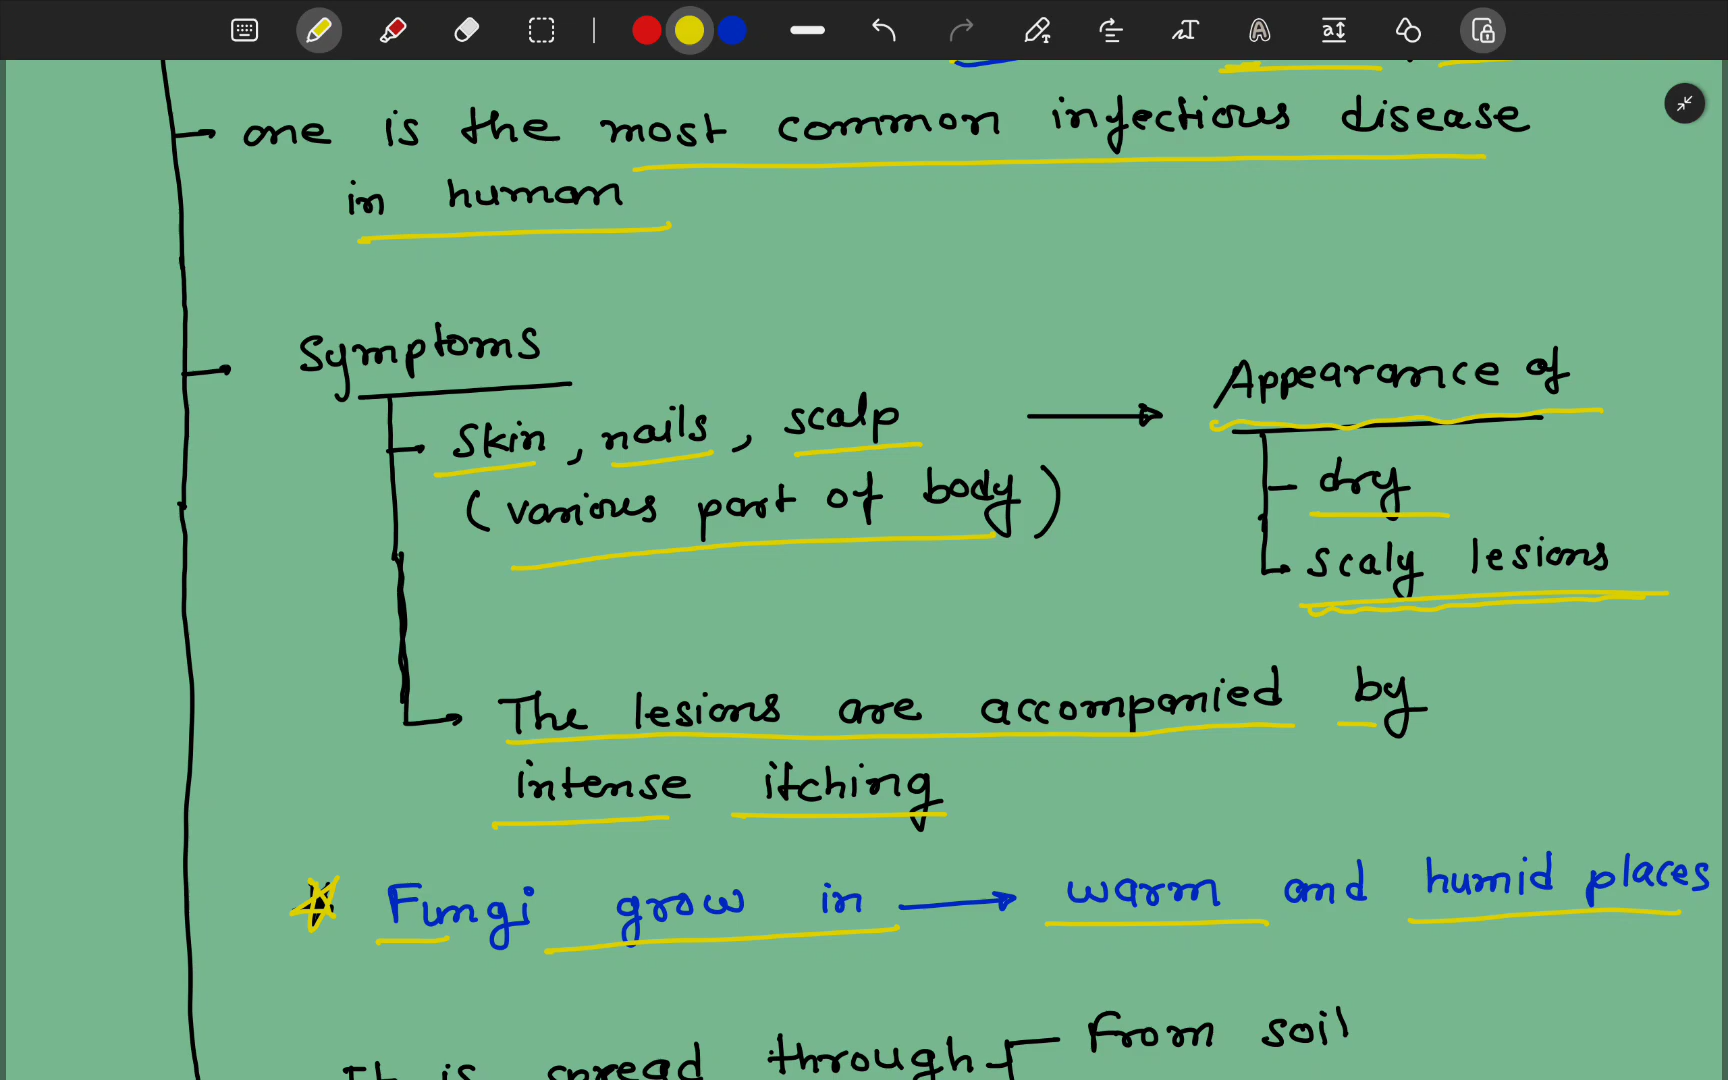 one is the most common infectious disease
in human
Symptoms
Skin, nails, scalp → Appearance of
(various part of body)
dry
scaly lesions
The lesions are accompanied by
intense itching
Fungi grow in → warm and humid places
It is spread through
From soil